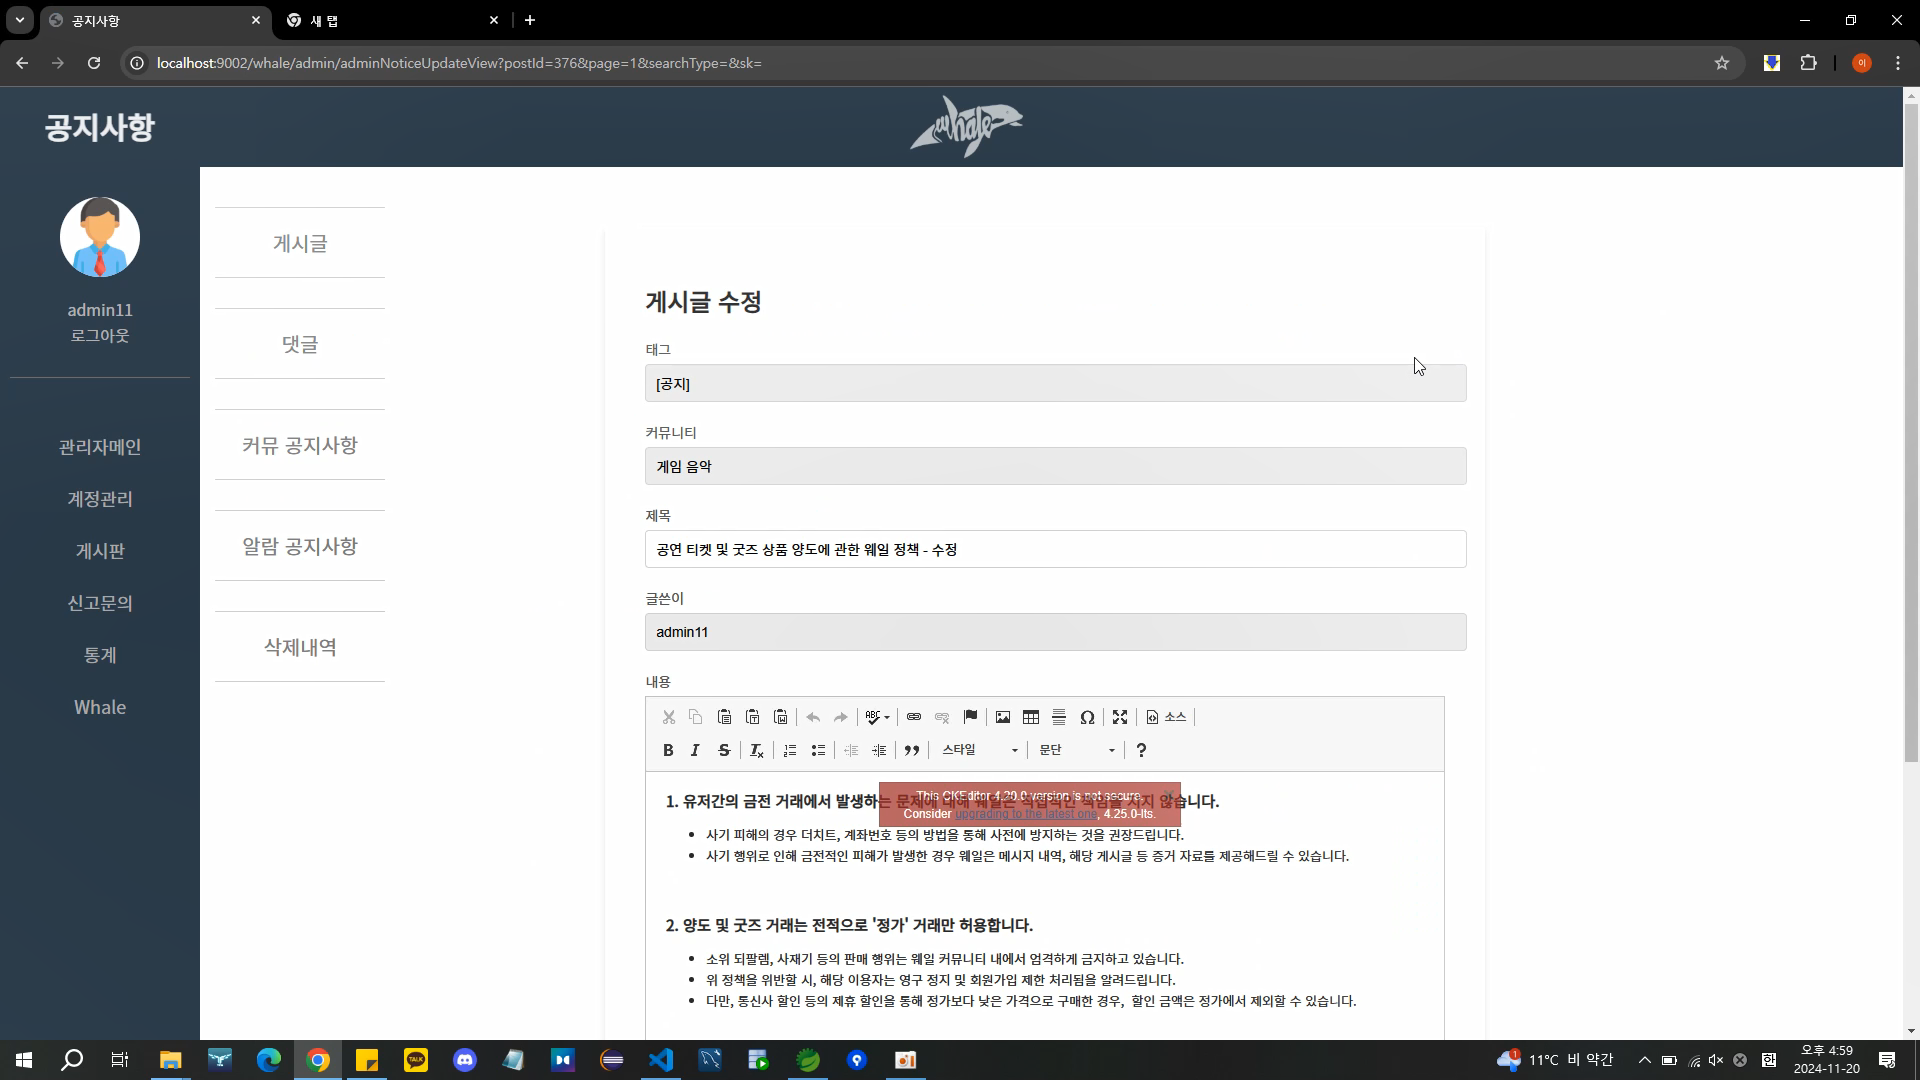 공지사항
새 탭
localhost:9002/whale/admin/adminNoticeUpdateView?postId=376&page=1&searchType=&sk=
이
공지사항
whale
admin11
로그아웃
관리자메인
계정관리
게시판
신고문의
통계
Whale
게시글
댓글
커뮤 공지사항
알람 공지사항
삭제내역
게시글 수정
태그
[공지]
커뮤니티
게임 음악
제목
공연 티켓 및 굿즈 상품 양도에 관한 웨일 정책 - 수정
글쓴이
admin11
내용
ABC
소스
B I S Tx
스타일
문단
?
This CKEditor 4.20.0 version is not secure.
Consider upgrading to the latest one, 4.25.0-lts.
1. 유저간의 금전 거래에서 발생하는 문제에 대해 웨일은 직접적인 책임을 지지 않습니다.
• 사기 피해의 경우 더치트, 계좌번호 등의 방법을 통해 사전에 방지하는 것을 권장드립니다.
• 사기 행위로 인해 금전적인 피해가 발생한 경우 웨일은 메시지 내역, 해당 게시글 등 증거 자료를 제공해드릴 수 있습니다.
2. 양도 및 굿즈 거래는 전적으로 '정가' 거래만 허용합니다.
• 소위 되팔렘, 사재기 등의 판매 행위는 웨일 커뮤니티 내에서 엄격하게 금지하고 있습니다.
• 위 정책을 위반할 시, 해당 이용자는 영구 정지 및 회원가입 제한 처리됨을 알려드립니다.
• 다만, 통신사 할인 등의 제휴 할인을 통해 정가보다 낮은 가격으로 구매한 경우, 할인 금액은 정가에서 제외할 수 있습니다.
TALK
1
11°C 비 약간
한
오후 4:59
2024-11-20